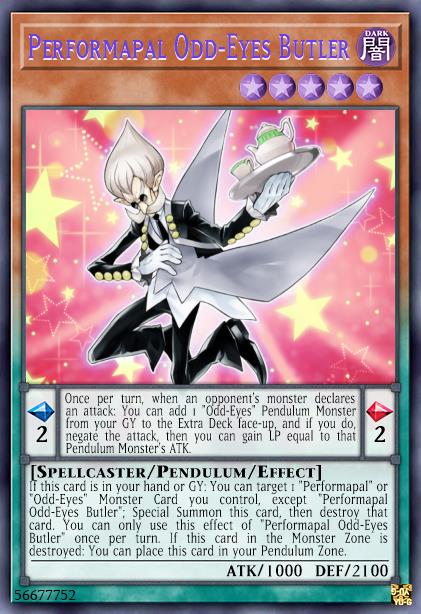 Performapal Odd-Eyes Butler
DARK
闇
Once per turn, when an opponent's monster declares
an attack: You can add 1 "Odd-Eyes" Pendulum Monster
from your GY to the Extra Deck face-up, and if you do,
negate the attack, then you can gain LP equal to that
Pendulum Monster's ATK.
2
2
[Spellcaster/Pendulum/Effect]
If this card is in your hand or GY: You can target 1 "Performapal" or
"Odd-Eyes" Monster Card you control, except "Performapal
Odd-Eyes Butler"; Special Summon this card, then destroy that
card. You can only use this effect of "Performapal Odd-Eyes
Butler" once per turn. If this card in the Monster Zone is
destroyed: You can place this card in your Pendulum Zone.
ATK/1000 DEF/2100
56677752